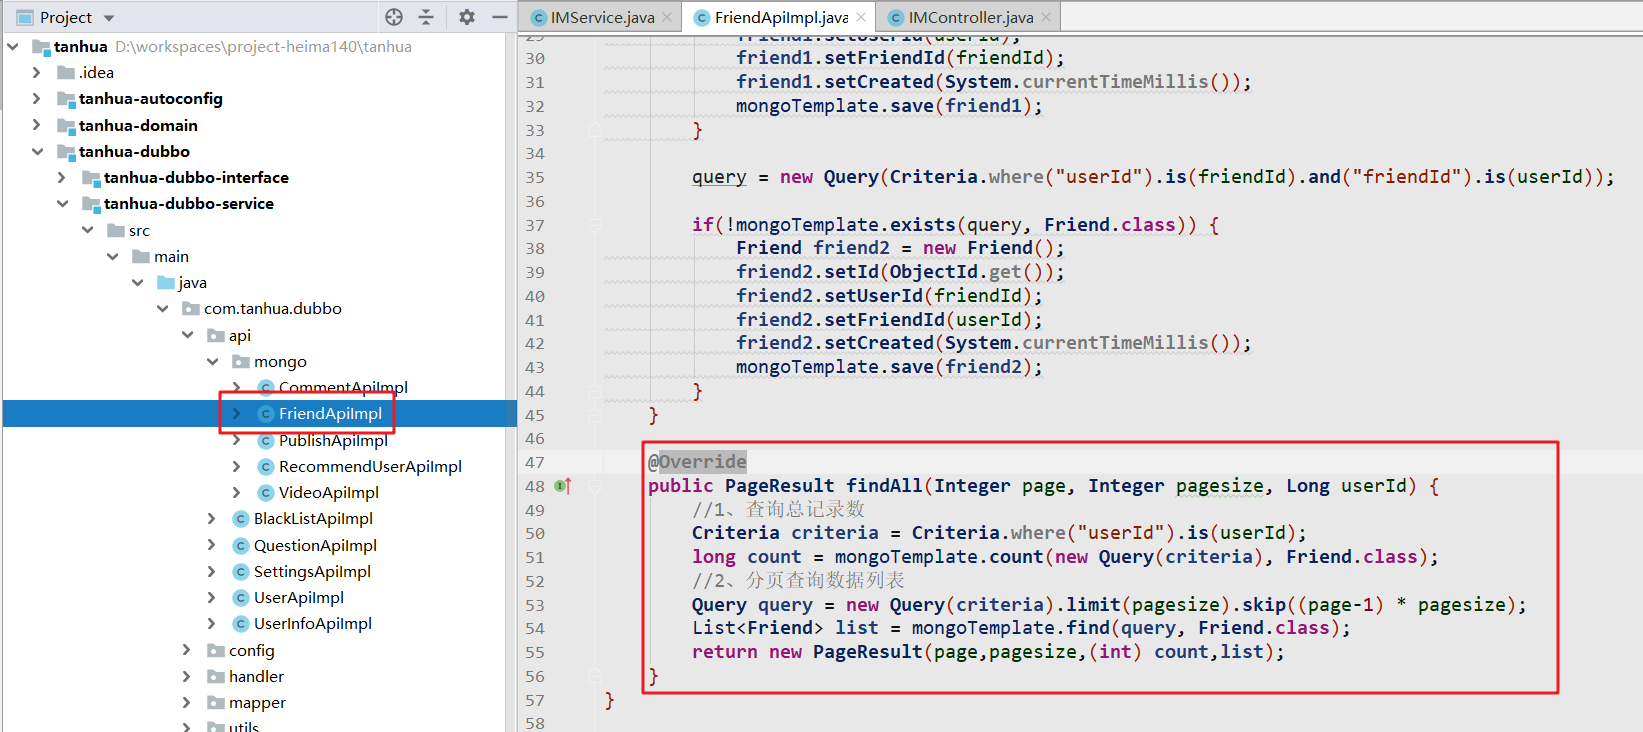 Project
tanhua D:\workspaces\project-heima140\tanhua
.idea
tanhua-autoconfig
tanhua-domain
tanhua-dubbo
tanhua-dubbo-interface
tanhua-dubbo-service
src
main
java
com.tanhua.dubbo
api
mongo
CommentApiImpl
FriendApiImpl
PublishApiImpl
RecommendUserApiImpl
VideoApiImpl
BlackListApiImpl
QuestionApiImpl
SettingsApiImpl
UserApiImpl
UserInfoApiImpl
config
handler
mapper
utils
IMService.java FriendApiImpl.java IMController.java
29 friend1.setUserId(userId);
30 friend1.setFriendId(friendId);
31 friend1.setCreated(System.currentTimeMillis());
32 mongoTemplate.save(friend1);
33 }
34
35 query = new Query(Criteria.where("userId").is(friendId).and("friendId").is(userId));
36
37 if(!mongoTemplate.exists(query, Friend.class)) {
38 Friend friend2 = new Friend();
39 friend2.setId(ObjectId.get());
40 friend2.setUserId(friendId);
41 friend2.setFriendId(userId);
42 friend2.setCreated(System.currentTimeMillis());
43 mongoTemplate.save(friend2);
44 }
45 }
46
47 @Override
48 public PageResult findAll(Integer page, Integer pagesize, Long userId) {
49 //1、查询总记录数
50 Criteria criteria = Criteria.where("userId").is(userId);
51 long count = mongoTemplate.count(new Query(criteria), Friend.class);
52 //2、分页查询数据列表
53 Query query = new Query(criteria).limit(pagesize).skip((page-1) * pagesize);
54 List<Friend> list = mongoTemplate.find(query, Friend.class);
55 return new PageResult(page,pagesize,(int) count,list);
56 }
57 }
58